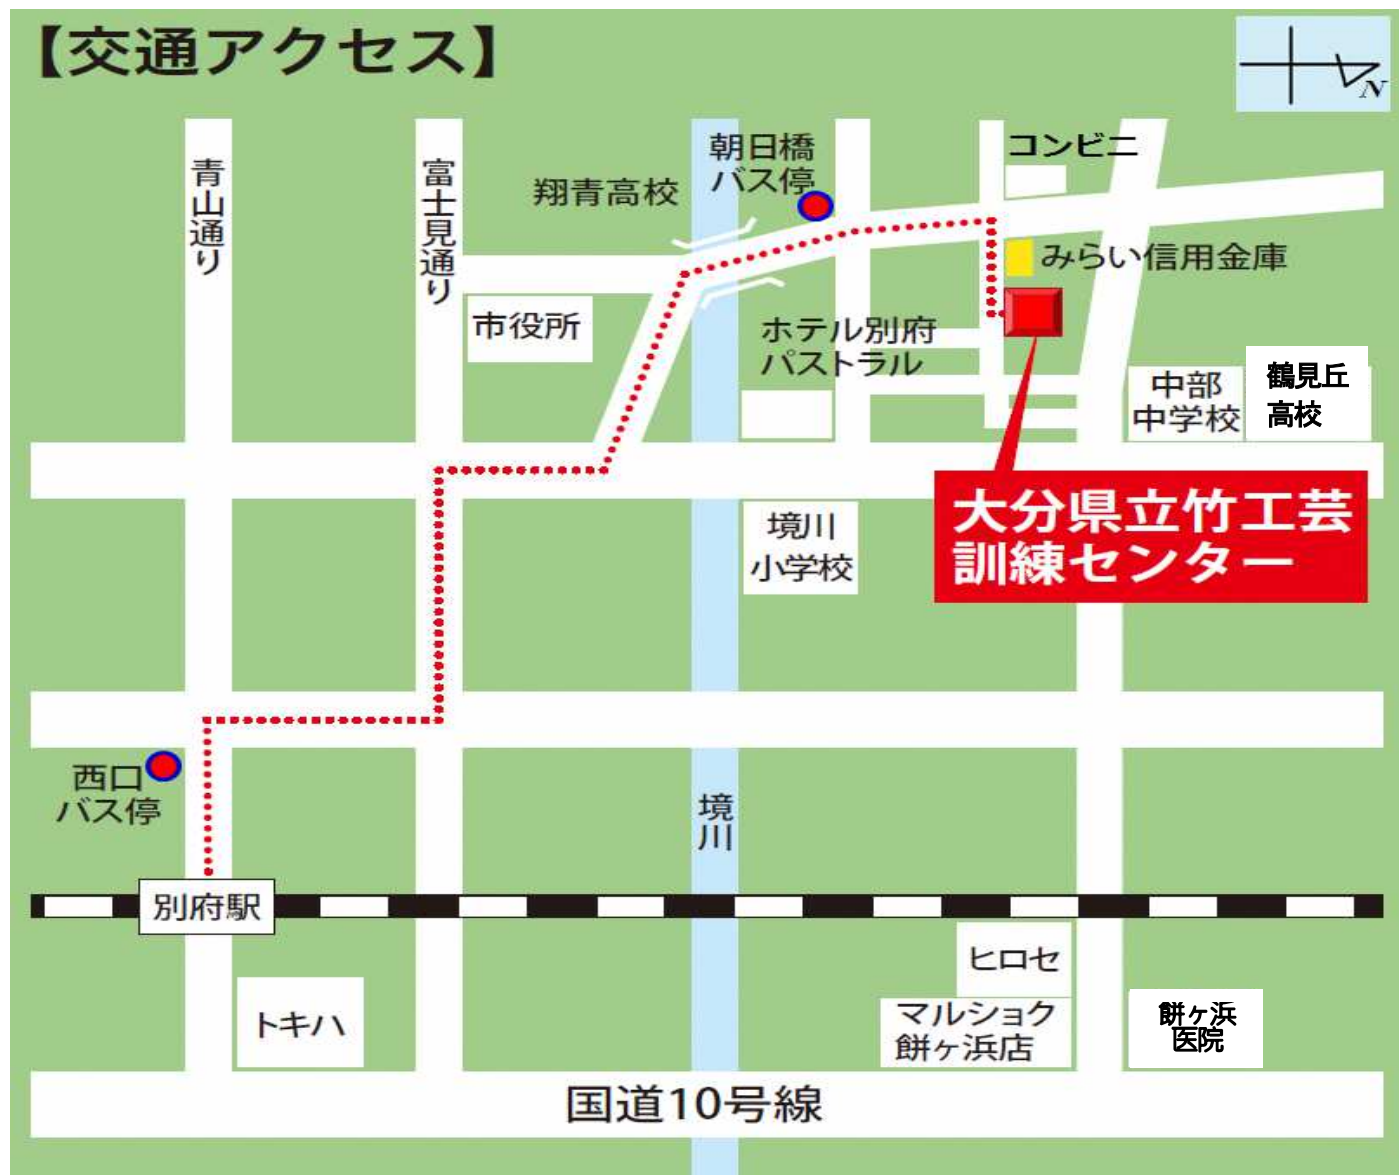 【交通アクセス】
N
青山通り
富士見通り
翔青高校
朝日橋
バス停
コンビニ
みらい信用金庫
市役所
ホテル別府
パストラル
中部
中学校
鶴見丘
高校
大分県立竹工芸
訓練センター
境川
小学校
西口
バス停
境川
別府駅
ヒロセ
トキハ
マルショク
餅ヶ浜店
餅ヶ浜
医院
国道10号線